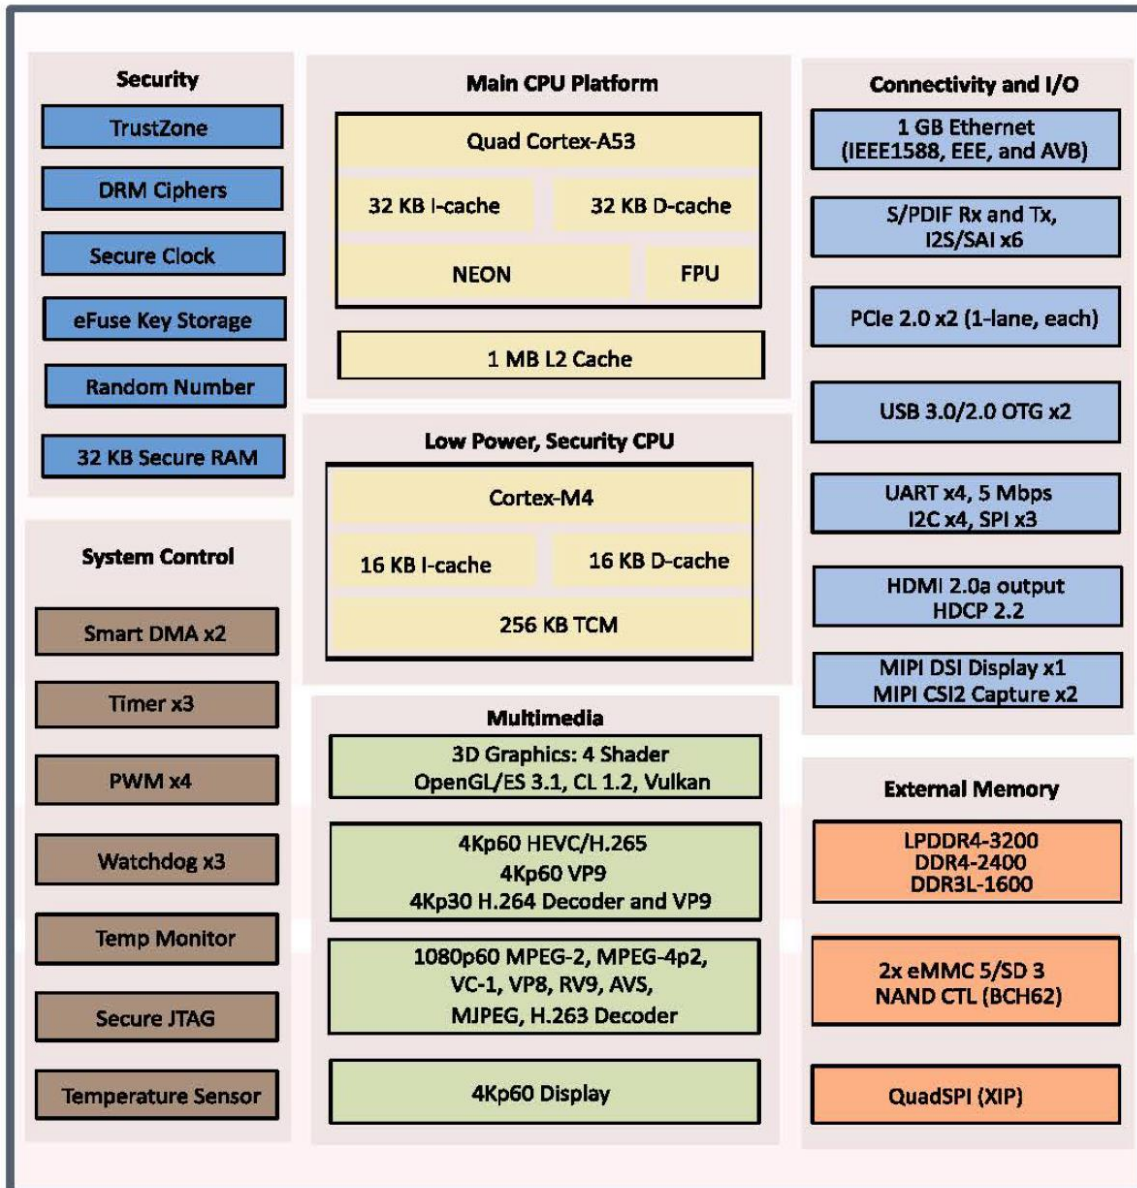 Security
TrustZone
DRM Ciphers
Secure Clock
eFuse Key Storage
Random Number
32 KB Secure RAM
System Control
Smart DMA x2
Timer x3
PWM x4
Watchdog x3
Temp Monitor
Secure JTAG
Temperature Sensor
Main CPU Platform
Quad Cortex-A53
32 KB I-cache
32 KB D-cache
NEON
FPU
1 MB L2 Cache
Low Power, Security CPU
Cortex-M4
16 KB I-cache
16 KB D-cache
256 KB TCM
Multimedia
3D Graphics: 4 Shader
OpenGL/ES 3.1, CL 1.2, Vulkan
4Kp60 HEVC/H.265
4Kp60 VP9
4Kp30 H.264 Decoder and VP9
1080p60 MPEG-2, MPEG-4p2,
VC-1, VP8, RV9, AVS,
MJPEG, H.263 Decoder
4Kp60 Display
Connectivity and I/O
1 GB Ethernet
(IEEE1588, EEE, and AVB)
S/PDIF Rx and Tx,
I2S/SAI x6
PCIe 2.0 x2 (1-lane, each)
USB 3.0/2.0 OTG x2
UART x4, 5 Mbps
I2C x4, SPI x3
HDMI 2.0a output
HDCP 2.2
MIPI DSI Display x1
MIPI CSI2 Capture x2
External Memory
LPDDR4-3200
DDR4-2400
DDR3L-1600
2x eMMC 5/SD 3
NAND CTL (BCH62)
QuadSPI (XIP)